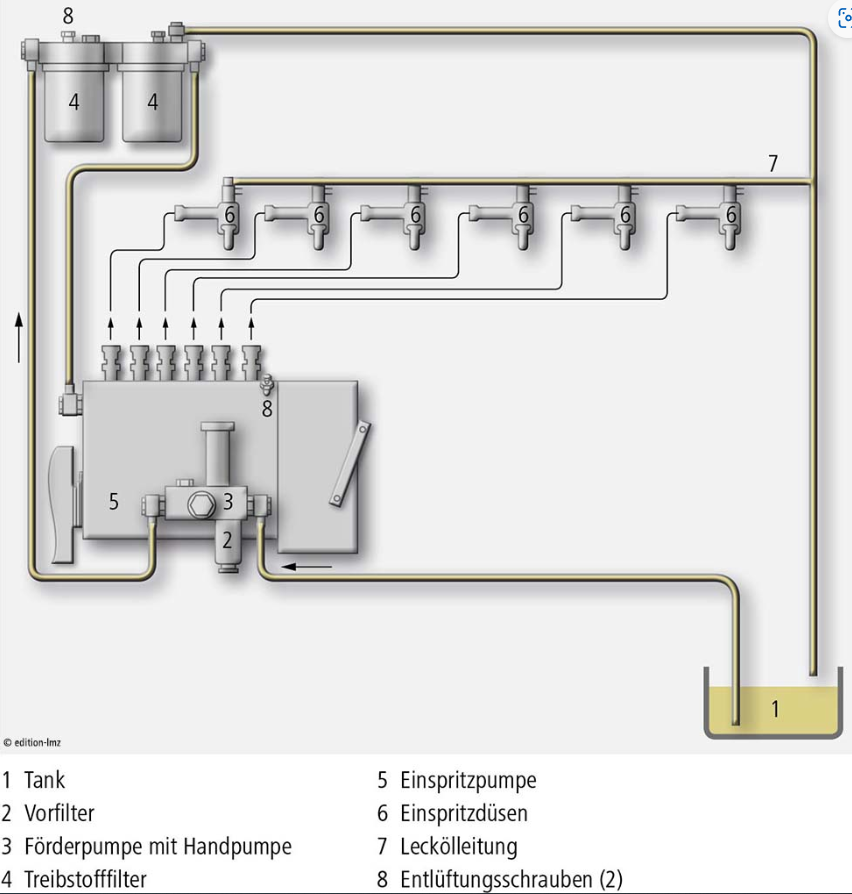 8
4 4
7
6 6 6 6 6 6
8
5 3
2
1
© edition-lmz
1 Tank
2 Vorfilter
3 Förderpumpe mit Handpumpe
4 Treibstofffilter
5 Einspritzpumpe
6 Einspritzdüsen
7 Leckölleitung
8 Entlüftungsschrauben (2)